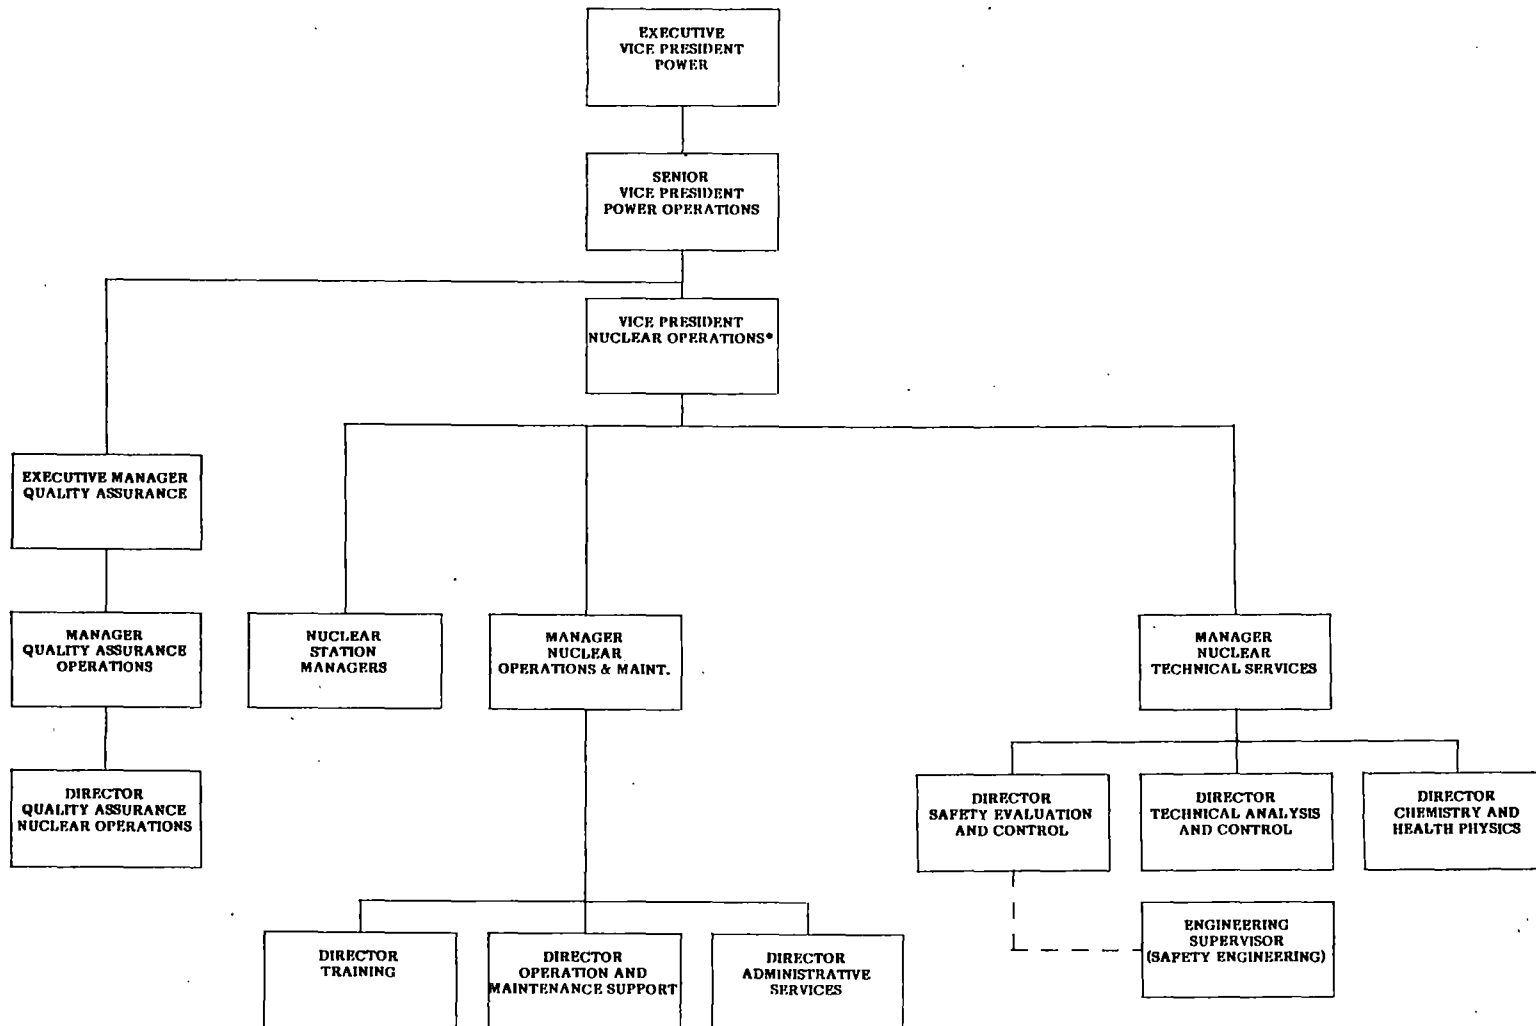 EXECUTIVE
VICE PRESIDENT
POWER
SENIOR
VICE PRESIDENT
POWER OPERATIONS
VICE PRESIDENT
NUCLEAR OPERATIONS*
EXECUTIVE MANAGER
QUALITY ASSURANCE
MANAGER
QUALITY ASSURANCE
OPERATIONS
NUCLEAR
STATION
MANAGERS
MANAGER
NUCLEAR
OPERATIONS & MAINT.
MANAGER
NUCLEAR
TECHNICAL SERVICES
DIRECTOR
QUALITY ASSURANCE
NUCLEAR OPERATIONS
DIRECTOR
SAFETY EVALUATION
AND CONTROL
DIRECTOR
TECHNICAL ANALYSIS
AND CONTROL
DIRECTOR
CHEMISTRY AND
HEALTH PHYSICS
DIRECTOR
TRAINING
DIRECTOR
OPERATION AND
MAINTENANCE SUPPORT
DIRECTOR
ADMINISTRATIVE
SERVICES
ENGINEERING
SUPERVISOR
(SAFETY ENGINEERING)